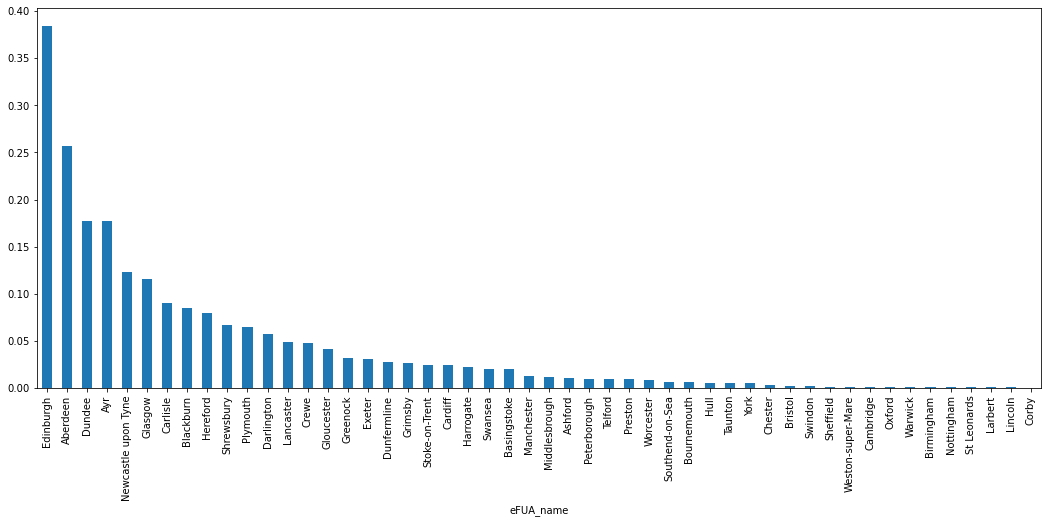 0.40
0.35
0.30
0.25
0.20
0.15
0.10
0.05
0.00
Edinburgh
Aberdeen
Dundee
Ayr
Newcastle upon Tyne
Glasgow
Carlisle
Blackburn
Hereford
Shrewsbury
Plymouth
Darlington
Lancaster
Crewe
Gloucester
Greenock
Exeter
Dunfermline
Grimsby
Stoke-on-Trent
Cardiff
Harrogate
Swansea
Basingstoke
Manchester
Middlesbrough
Ashford
Peterborough
Telford
Preston
Worcester
Southend-on-Sea
Bournemouth
Hull
Taunton
York
Chester
Bristol
Swindon
Sheffield
Weston-super-Mare
Cambridge
Oxford
Warwick
Birmingham
Nottingham
St Leonards
Larbert
Lincoln
Corby
eFUA_name